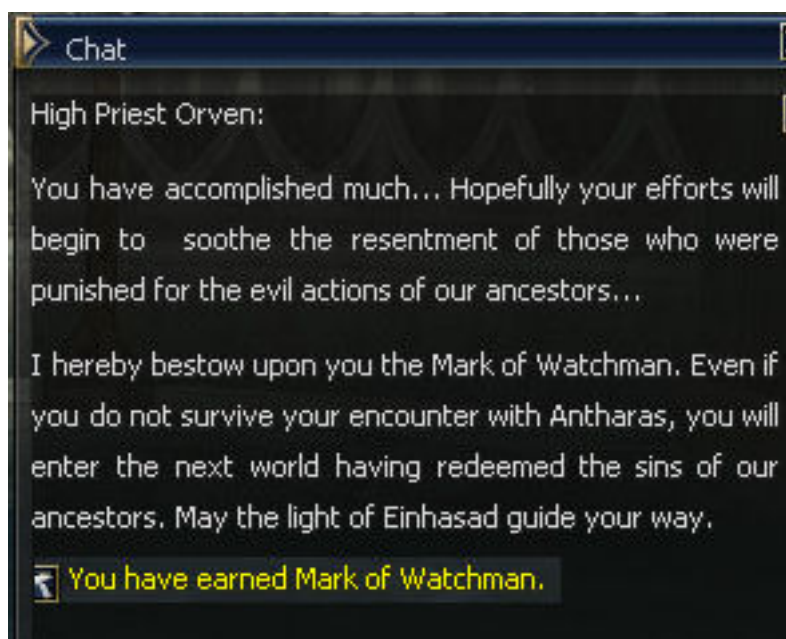 Chat
High Priest Orven:
You have accomplished much... Hopefully your efforts will
begin to soothe the resentment of those who were
punished for the evil actions of our ancestors...
I hereby bestow upon you the Mark of Watchman. Even if
you do not survive your encounter with Antharas, you will
enter the next world having redeemed the sins of our
ancestors. May the light of Einhasad guide your way.
You have earned Mark of Watchman.